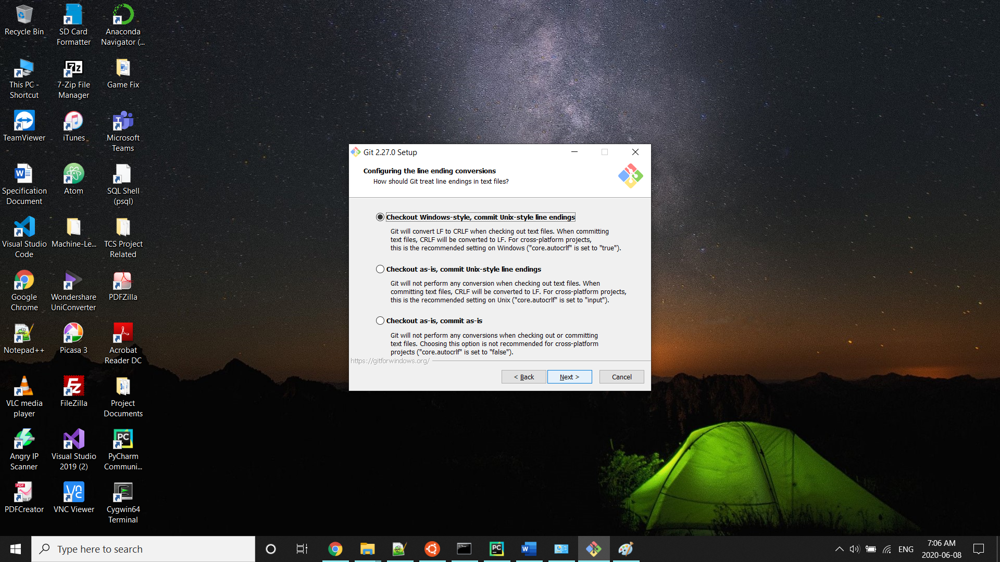 Recycle Bin
SD Card
Formatter
Anaconda
Navigator (...
This PC -
Shortcut
7-Zip File
Manager
Game Fix
TeamViewer
iTunes
Microsoft
Teams
Specification
Document
Atom
SQL Shell
(psql)
Visual Studio
Code
Machine-Le...
TCS Project
Related
Google
Chrome
Wondershare
UniConverter
PDFZilla
Notepad++
Picasa 3
Acrobat
Reader DC
VLC media
player
FileZilla
Project
Documents
Angry IP
Scanner
Visual Studio
2019 (2)
PyCharm
Communi...
PDFCreator
VNC Viewer
Cygwin64
Terminal
Git 2.27.0 Setup
Configuring the line ending conversions
How should Git treat line endings in text files?
Checkout Windows-style, commit Unix-style line endings
Git will convert LF to CRLF when checking out text files. When committing
text files, CRLF will be converted to LF. For cross-platform projects,
this is the recommended setting on Windows ("core.autocrlf" is set to "true").
Checkout as-is, commit Unix-style line endings
Git will not perform any conversion when checking out text files. When
committing text files, CRLF will be converted to LF. For cross-platform projects,
this is the recommended setting on Unix ("core.autocrlf" is set to "input").
Checkout as-is, commit as-is
Git will not perform any conversions when checking out or committing
text files. Choosing this option is not recommended for cross-platform
projects ("core.autocrlf" is set to "false").
https://gitforwindows.org/
< Back
Next >
Cancel
Type here to search
ENG
7:06 AM
2020-06-08